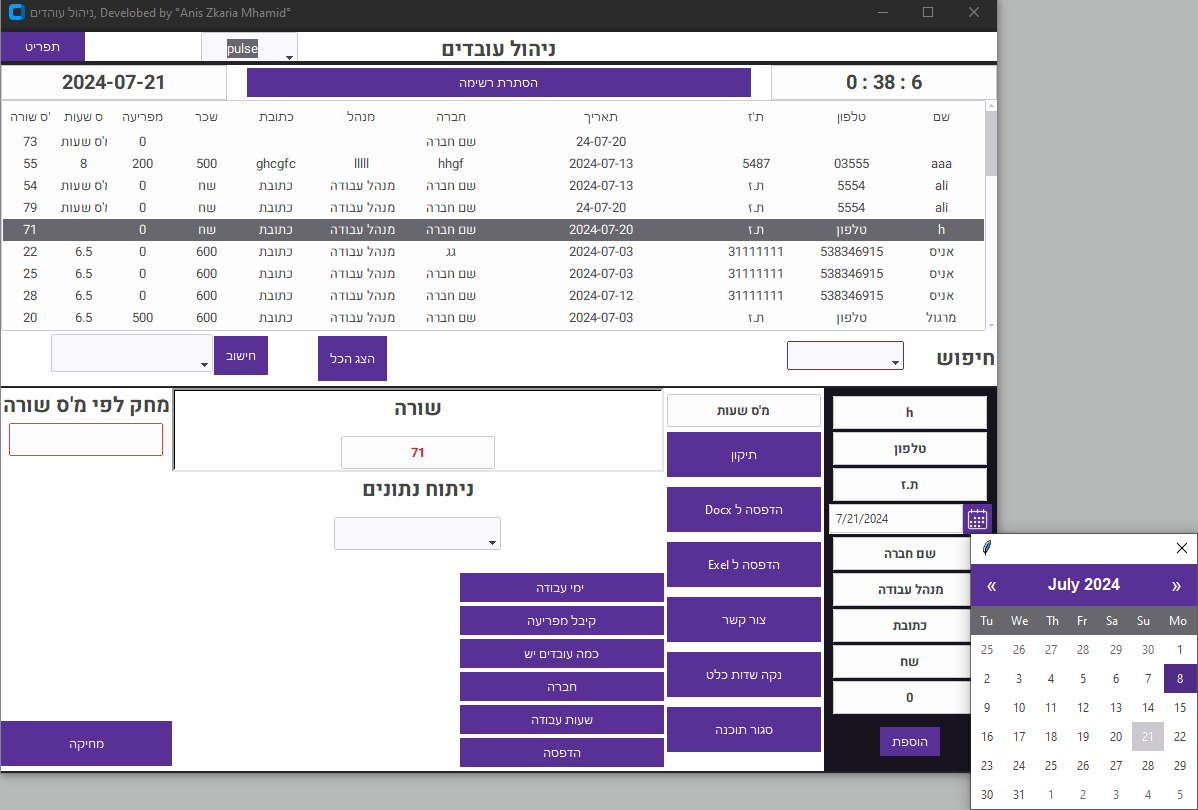 ניהול עוהדים, Develobed by °Anis Zkaria Mhamid°
תפריט
pulse
ניהול עובדים
2024-07-21
הסתרת רשימה
0 : 38 : 6
שם טלפון ת'ז תאריך חברה מנהל כתובת שכר מפריעה ס שעות 'ס שורה
24-07-20 שם חברה 0 ו'ס שעות 73
aaa 03555 5487 2024-07-13 hhgf lllll ghcgfc 500 200 8 55
ali 5554 ת.ז 2024-07-13 שם חברה מנהל עבודה כתובת שח 0 ו'ס שעות 54
ali 5554 ת.ז 24-07-20 שם חברה מנהל עבודה כתובת שח 0 ו'ס שעות 79
h טלפון ת.ז 2024-07-20 שם חברה מנהל עבודה כתובת שח 0 71
אניס 538346915 31111111 2024-07-03 גג מנהל עבודה כתובת 600 0 6.5 22
אניס 538346915 31111111 2024-07-03 שם חברה מנהל עבודה כתובת 600 0 6.5 25
אניס 538346915 31111111 2024-07-12 שם חברה מנהל עבודה כתובת 600 0 6.5 28
מרגול טלפון ת.ז 2024-07-03 שם חברה מנהל עבודה כתובת 600 500 6.5 20
חיפוש
הצג הכל
חישוב
h
טלפון
ת.ז
7/21/2024
שם חברה
מנהל עבודה
כתובת
שח
0
הוספת
מ'ס שעות
תיקון
הדפסה ל Docx
הדפסה ל Exel
צור קשר
נקה שדות כלט
סגור תוכנה
שורה
71
ניתוח נתונים
ימי עבודה
קיבל מפריעה
כמה עובדים יש
חברה
שעות עבודה
הדפסה
מחק לפי מ'ס שורה
מחיקה
« July 2024 »
Tu We Th Fr Sa Su Mo
25 26 27 28 29 30 1
2 3 4 5 6 7 8
9 10 11 12 13 14 15
16 17 18 19 20 21 22
23 24 25 26 27 28 29
30 31 1 2 3 4 5